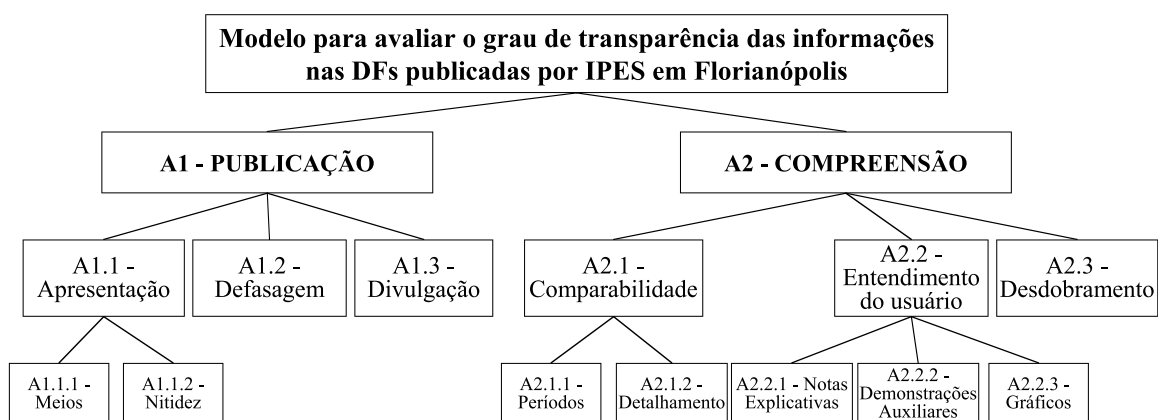 Modelo para avaliar o grau de transparência das informações
nas DFs publicadas por IPES em Florianópolis
A1 - PUBLICAÇÃO
A2 - COMPREENSÃO
A1.1 -
Apresentação
A1.2 -
Defasagem
A1.3 -
Divulgação
A2.1 -
Comparabilidade
A2.2 -
Entendimento
do usuário
A2.3 -
Desdobramento
A1.1.1 -
Meios
A1.1.2 -
Nitidez
A2.1.1 -
Períodos
A2.1.2 -
Detalhamento
A2.2.1 - Notas
Explicativas
A2.2.2 -
Demonstrações
Auxiliares
A2.2.3 -
Gráficos